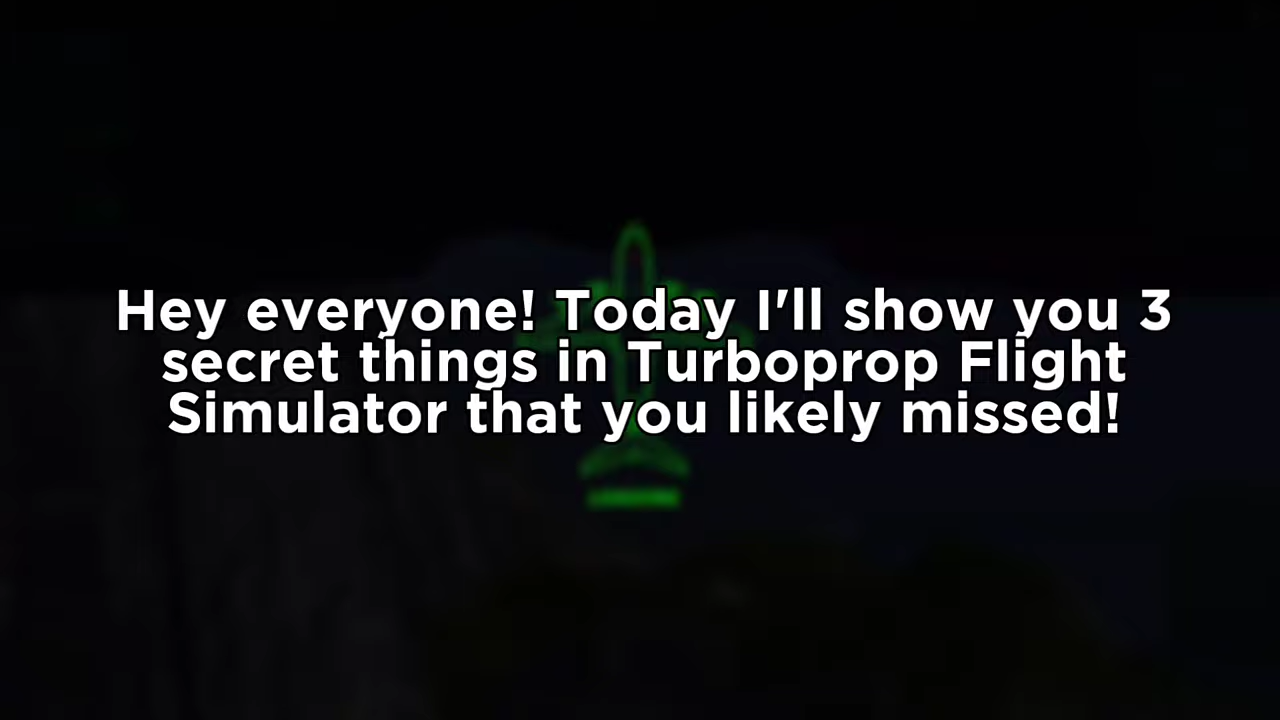 Hey everyone! Today I'll show you 3
secret things in Turboprop Flight
Simulator that you likely missed!